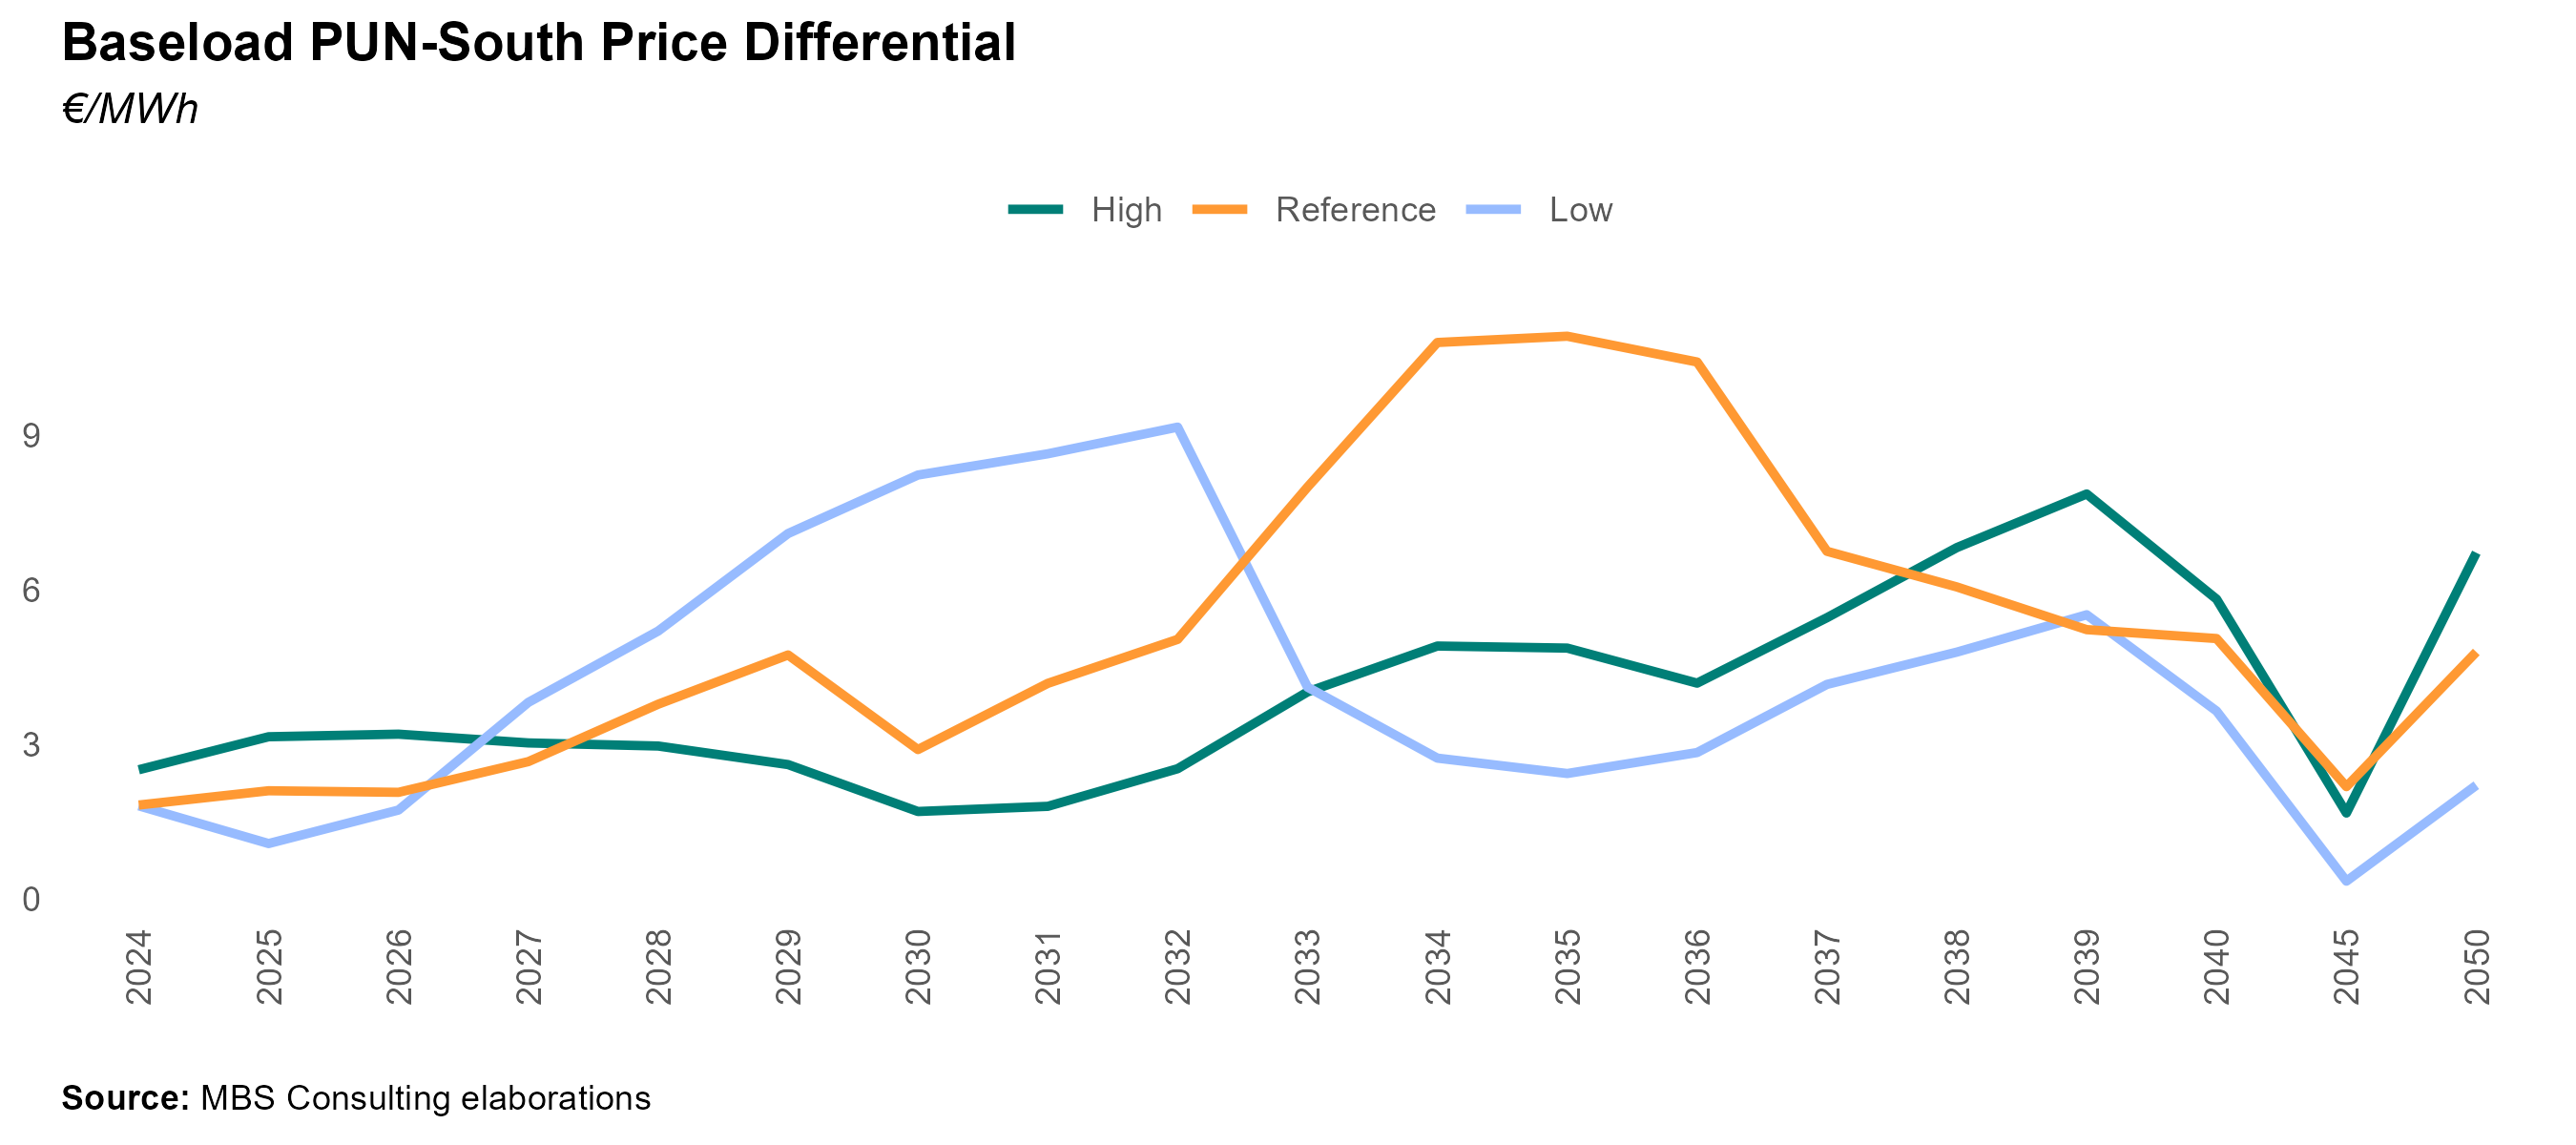 Baseload PUN-South Price Differential
€/MWh
High Reference Low
9
6
3
0
2024 2025 2026 2027 2028 2029 2030 2031 2032 2033 2034 2035 2036 2037 2038 2039 2040 2045 2050
Source: MBS Consulting elaborations